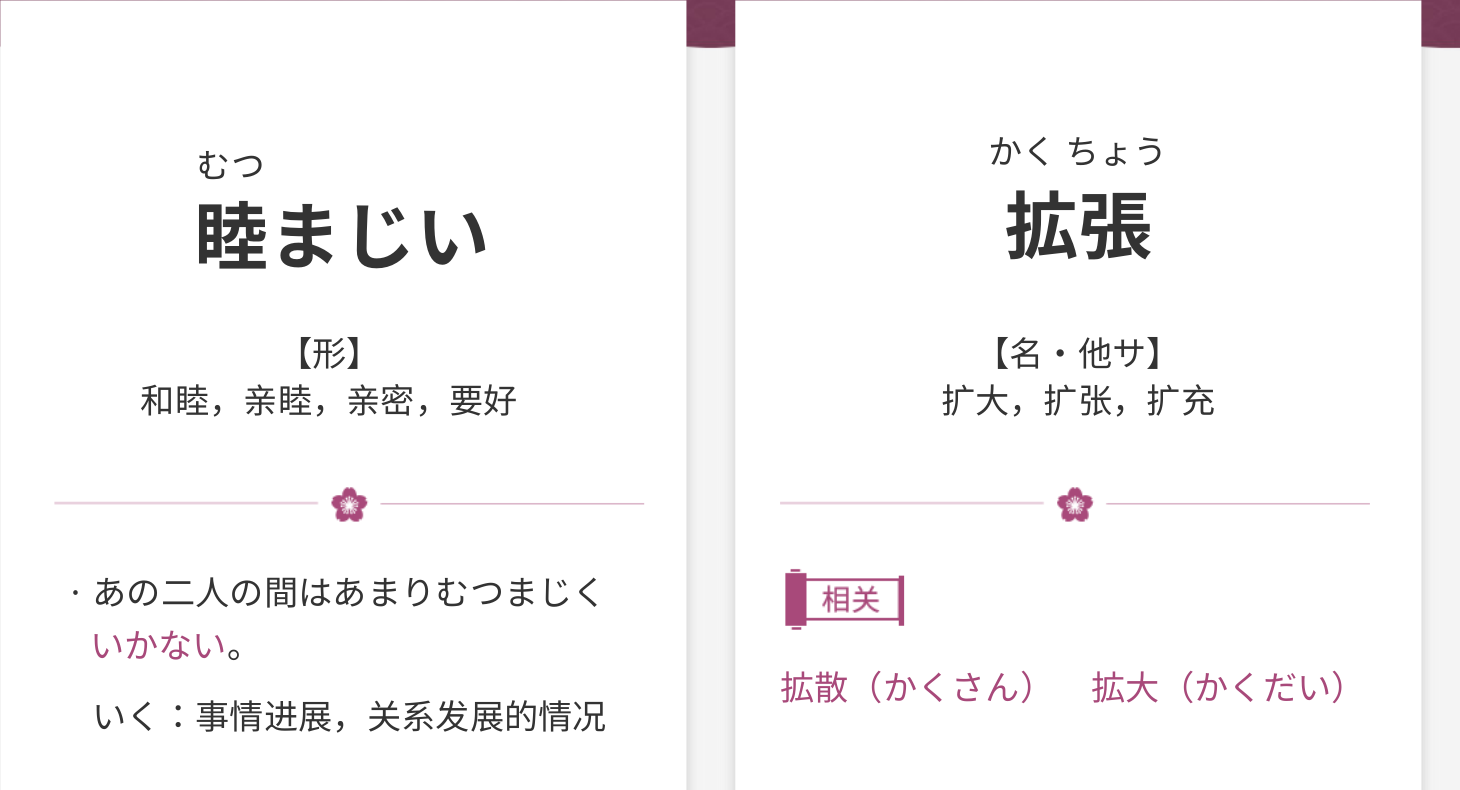 むつ
睦まじい
【形】
和睦，亲睦，亲密，要好
· あの二人の間はあまりむつまじく
いかない。
いく：事情进展，关系发展的情况
かく ちょう
拡張
【名・他サ】
扩大，扩张，扩充
相关
拡散（かくさん） 拡大（かくだい）